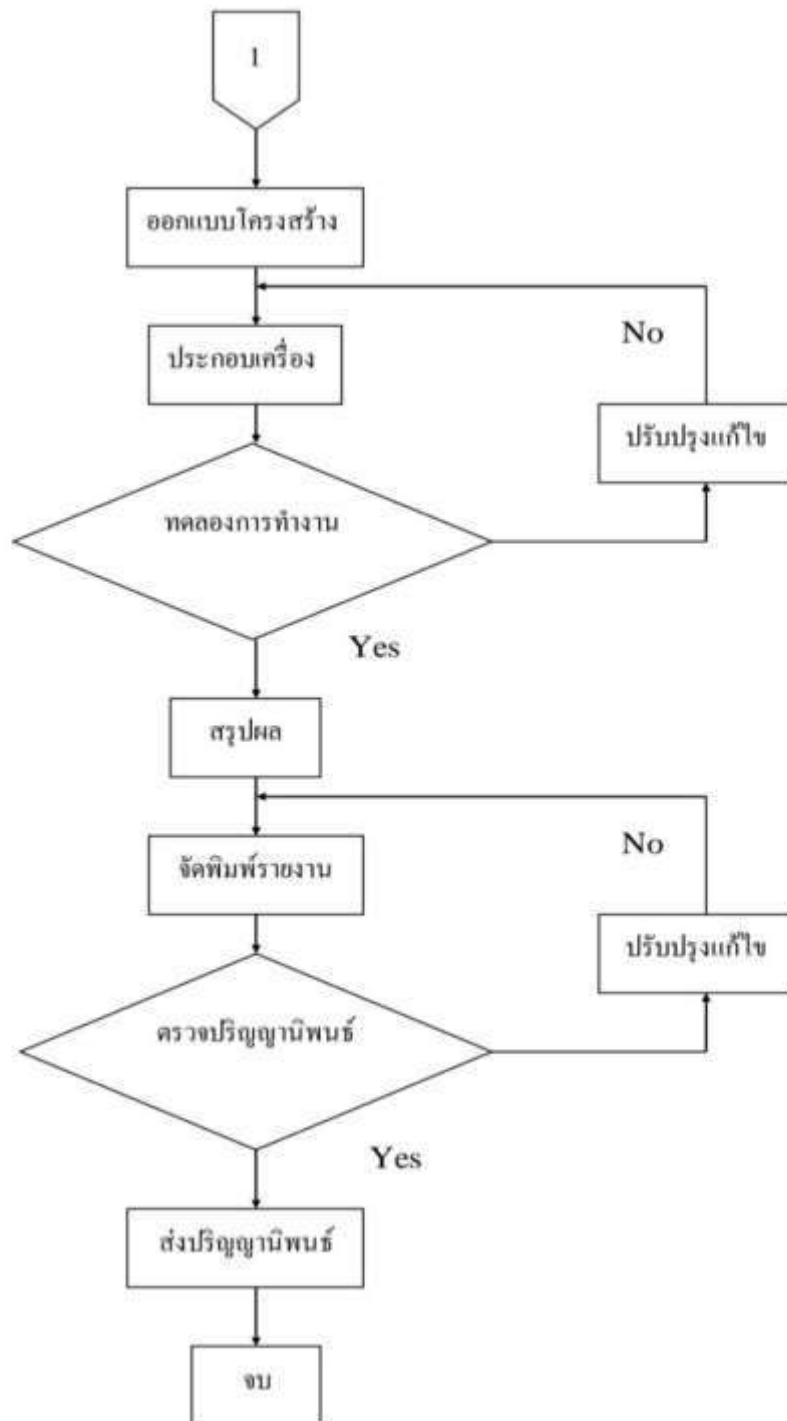 1
ออกแบบโครงสร้าง
ประกอบเครื่อง
No
ปรับปรุงแก้ไข
ทดลองการทำงาน
Yes
สรุปผล
จัดพิมพ์รายงาน
No
ปรับปรุงแก้ไข
ตรวจปริญญานิพนธ์
Yes
ส่งปริญญานิพนธ์
จบ